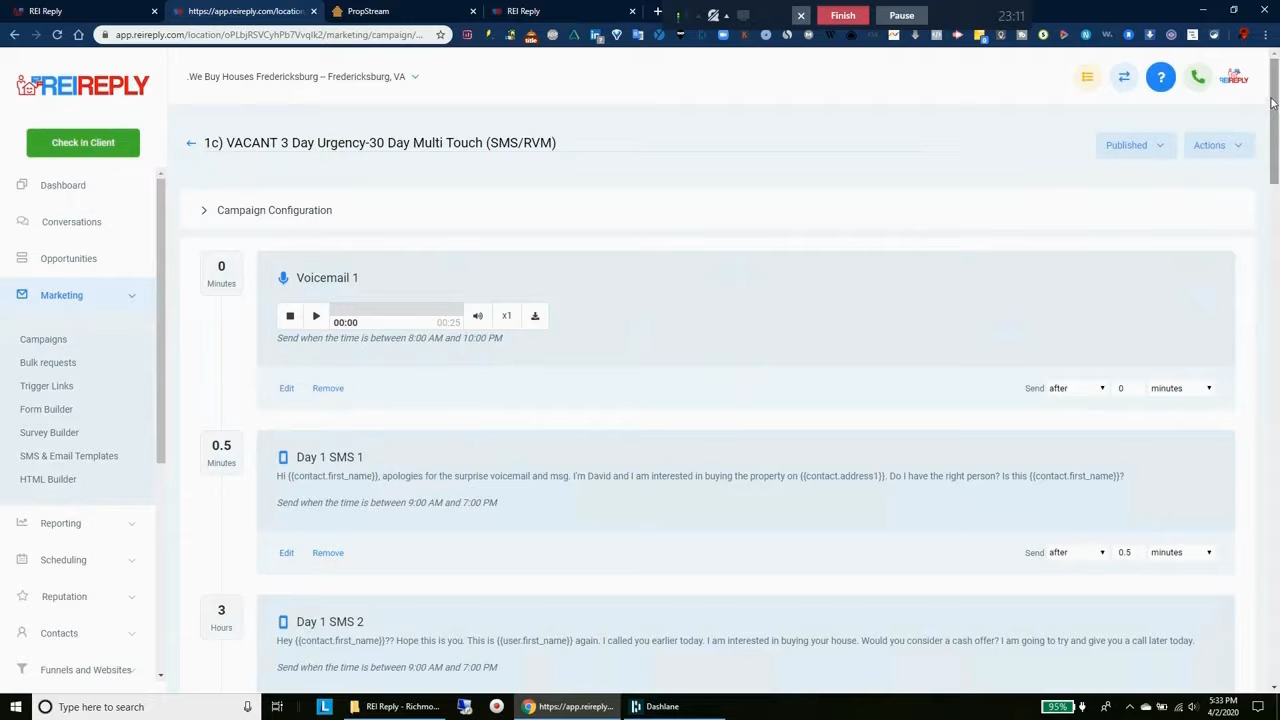 REI Reply
https://app.reireply.com/location
PropStream
REI Reply
Finish
Pause
23:11
app.reireply.com/location/oPLbjRSVCyhPb7VvqIk2/marketing/campaign/...
REIREPLY
.We Buy Houses Fredericksburg -- Fredericksburg, VA
?
REIREPLY
Check In Client
1c) VACANT 3 Day Urgency-30 Day Multi Touch (SMS/RVM)
Published
Actions
Dashboard
Conversations
Opportunities
Marketing
Campaigns
Bulk requests
Trigger Links
Form Builder
Survey Builder
SMS & Email Templates
HTML Builder
Reporting
Scheduling
Reputation
Contacts
Funnels and Websites
Campaign Configuration
0
Minutes
Voicemail 1
00:00
00:25
x1
Send when the time is between 8:00 AM and 10:00 PM
Edit
Remove
Send after 0 minutes
0.5
Minutes
Day 1 SMS 1
Hi {{contact.first_name}}, apologies for the surprise voicemail and msg. I'm David and I am interested in buying the property on {{contact.address1}}. Do I have the right person? Is this {{contact.first_name}}?
Send when the time is between 9:00 AM and 7:00 PM
Edit
Remove
Send after 0.5 minutes
3
Hours
Day 1 SMS 2
Hey {{contact.first_name}}?? Hope this is you. This is {{user.first_name}} again. I called you earlier today. I am interested in buying your house. Would you consider a cash offer? I am going to try and give you a call later today.
Send when the time is between 9:00 AM and 7:00 PM
Type here to search
REI Reply - Richmo...
https://app.reireply...
Dashlane
95%
5:33 PM
4/2/2020